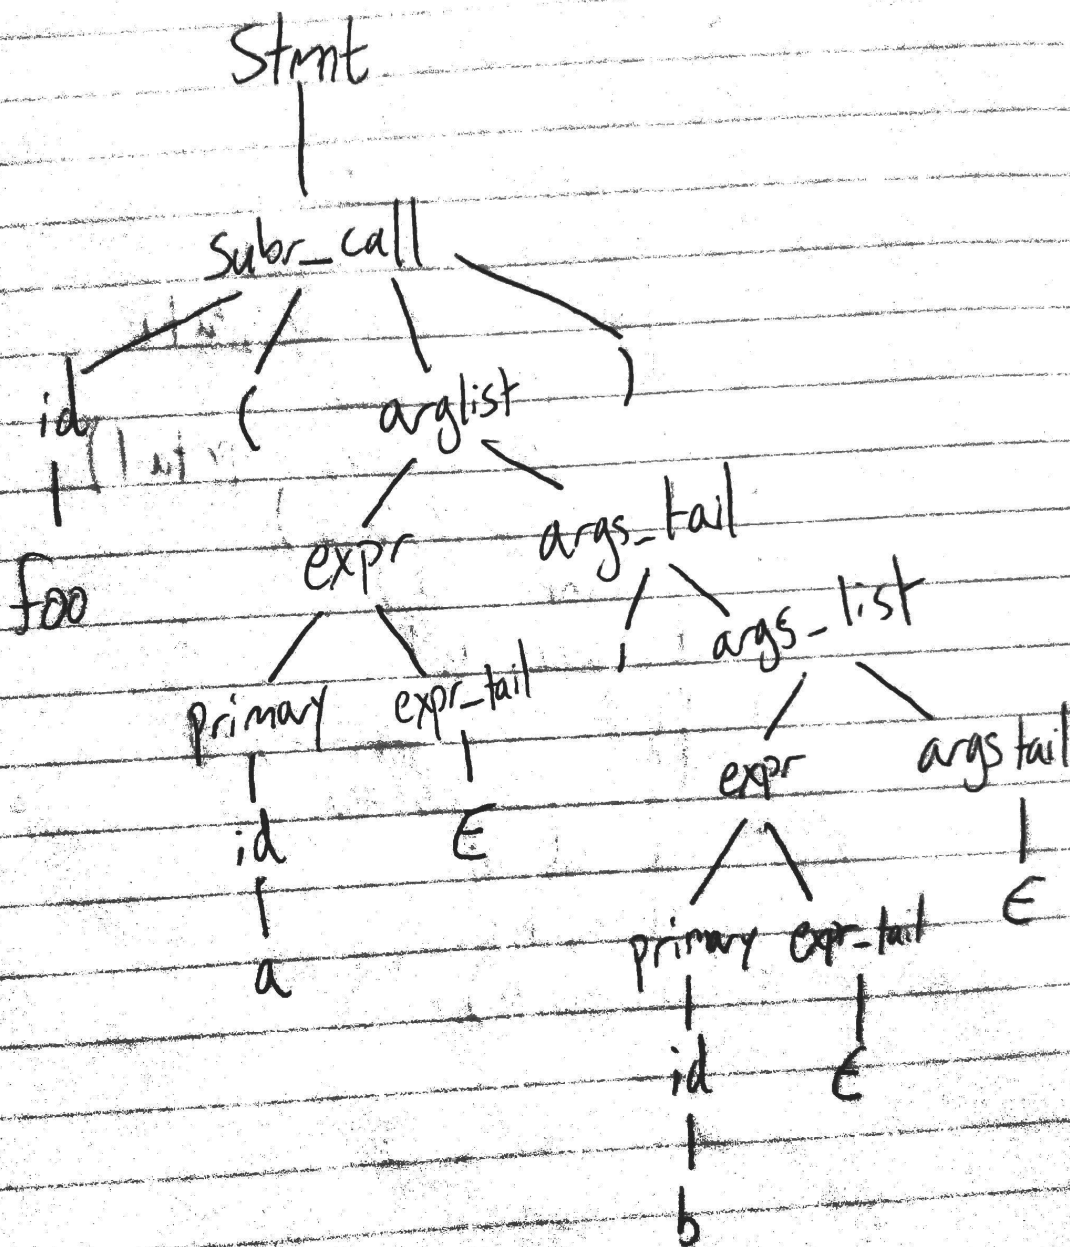 Stmt
subr_call
id ( arglist )
foo expr args_tail
primary expr_tail , args_list
id ε expr args tail
a primary expr_tail ε
id ε
b